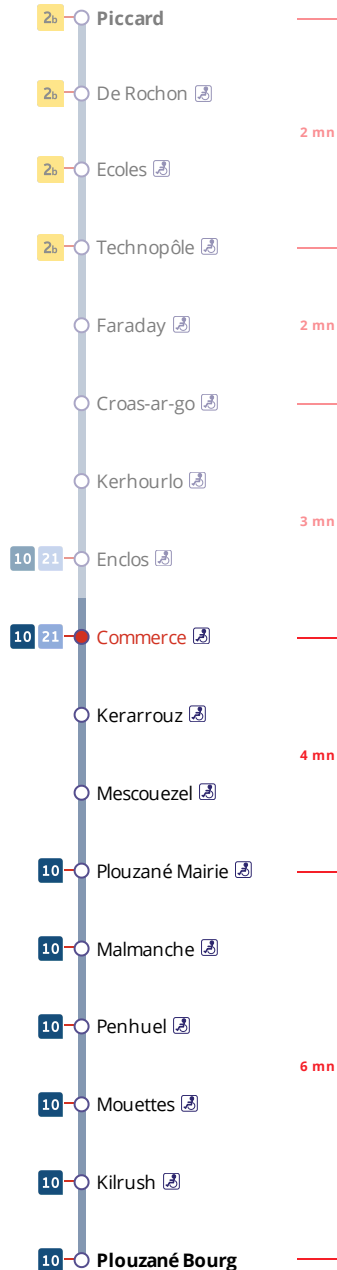 2b Piccard
2b De Rochon
2 mn
2b Ecoles
2b Technopôle
Faraday 2 mn
Croas-ar-go
Kerhourlo
3 mn
10 21 Enclos
10 21 Commerce
Kerarrouz
4 mn
Mescouezel
10 Plouzané Mairie
10 Malmanche
10 Penhuel
6 mn
10 Mouettes
10 Kilrush
10 Plouzané Bourg